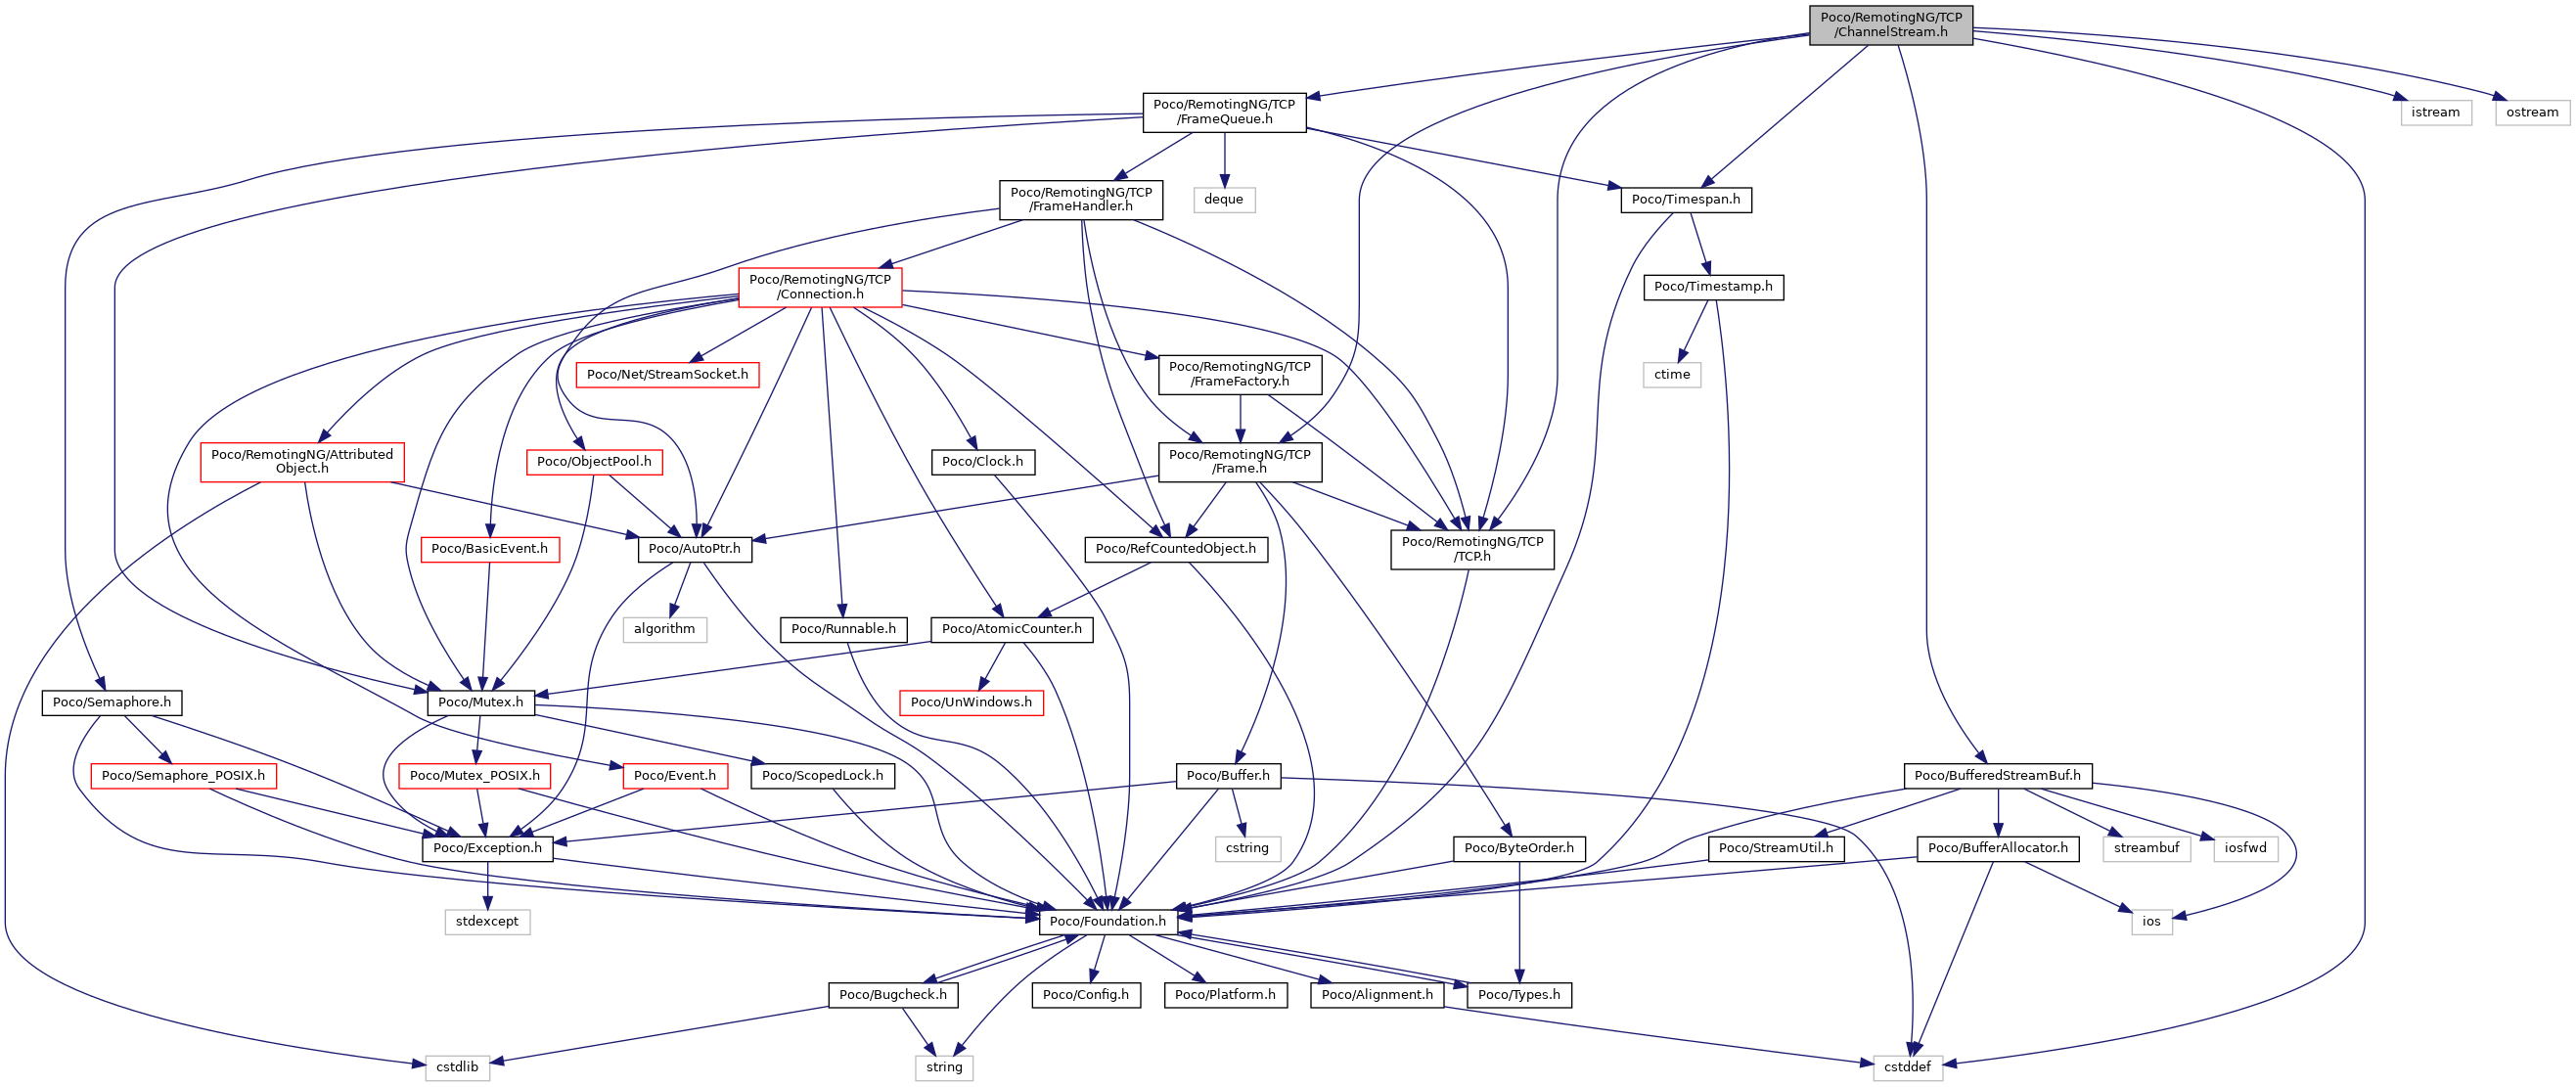 Poco/RemotingNG/TCP
/ChannelStream.h
Poco/RemotingNG/TCP
/FrameQueue.h
istream
ostream
Poco/RemotingNG/TCP
/FrameHandler.h
deque
Poco/Timespan.h
Poco/RemotingNG/TCP
/Connection.h
Poco/Timestamp.h
Poco/Net/StreamSocket.h
Poco/RemotingNG/TCP
/FrameFactory.h
ctime
Poco/RemotingNG/Attributed
Object.h
Poco/ObjectPool.h
Poco/Clock.h
Poco/RemotingNG/TCP
/Frame.h
Poco/BasicEvent.h
Poco/AutoPtr.h
Poco/RefCountedObject.h
Poco/RemotingNG/TCP
/TCP.h
algorithm
Poco/Runnable.h
Poco/AtomicCounter.h
Poco/Semaphore.h
Poco/Mutex.h
Poco/UnWindows.h
Poco/Semaphore_POSIX.h
Poco/Mutex_POSIX.h
Poco/Event.h
Poco/ScopedLock.h
Poco/Buffer.h
Poco/BufferedStreamBuf.h
Poco/Exception.h
cstring
Poco/ByteOrder.h
Poco/StreamUtil.h
Poco/BufferAllocator.h
streambuf
iosfwd
stdexcept
Poco/Foundation.h
ios
Poco/Bugcheck.h
Poco/Config.h
Poco/Platform.h
Poco/Alignment.h
Poco/Types.h
cstdlib
string
cstddef